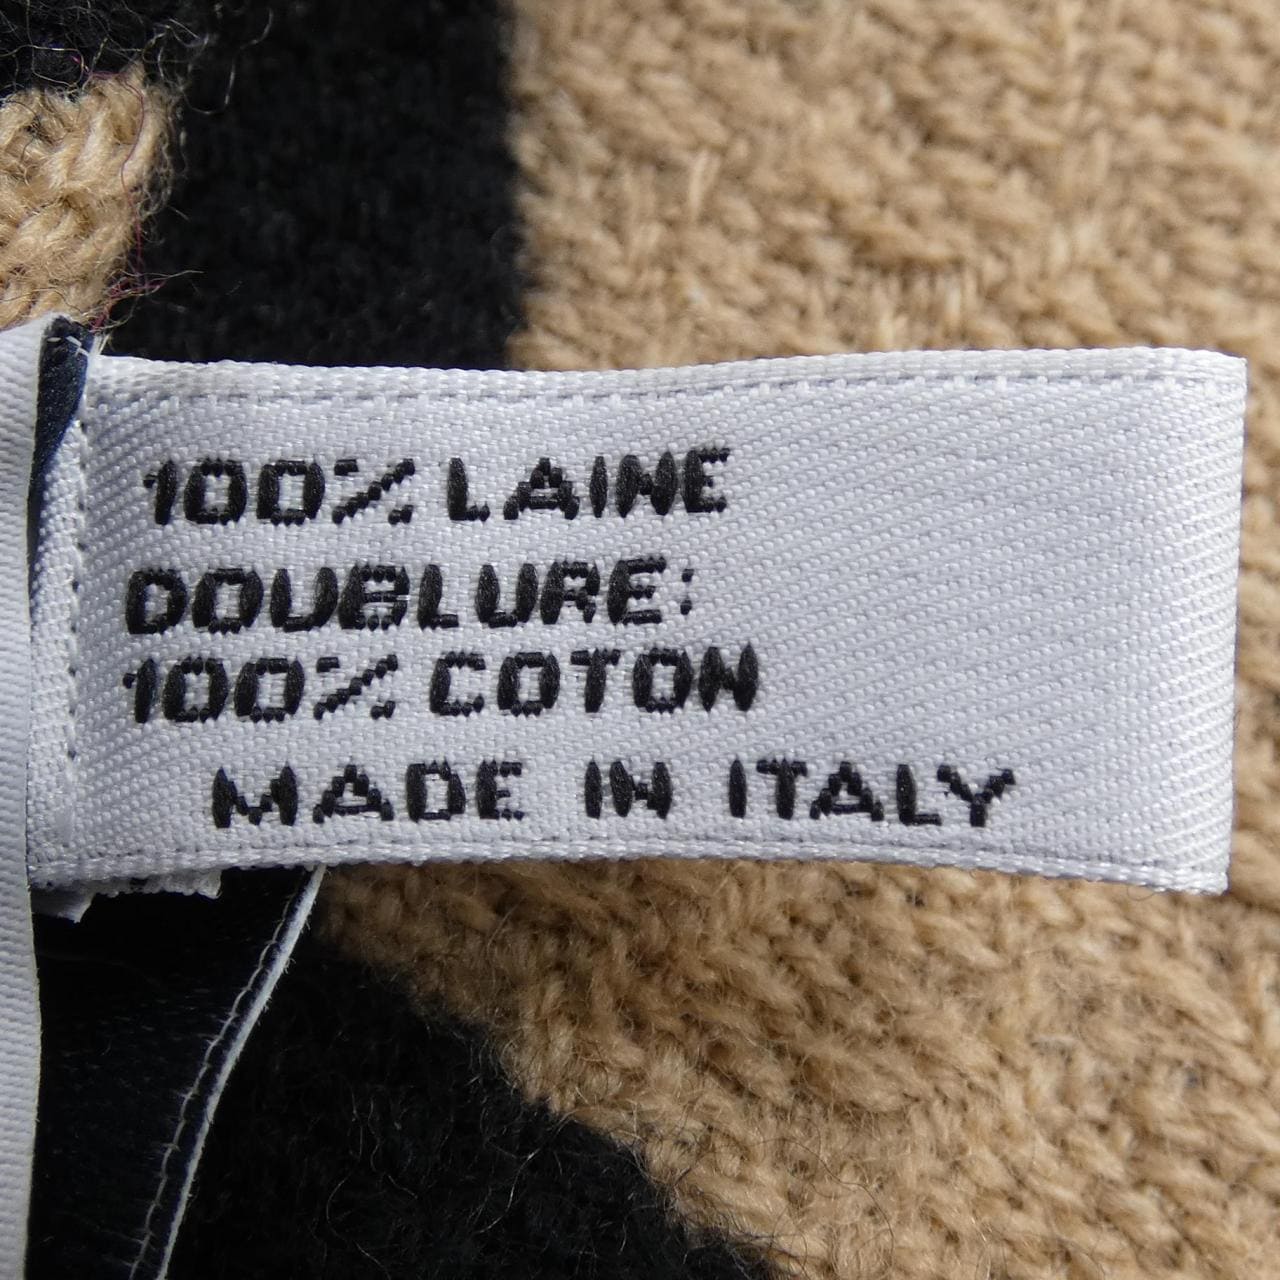 100% LAINE
DOUBLURE:
100% COTON
MADE IN ITALY